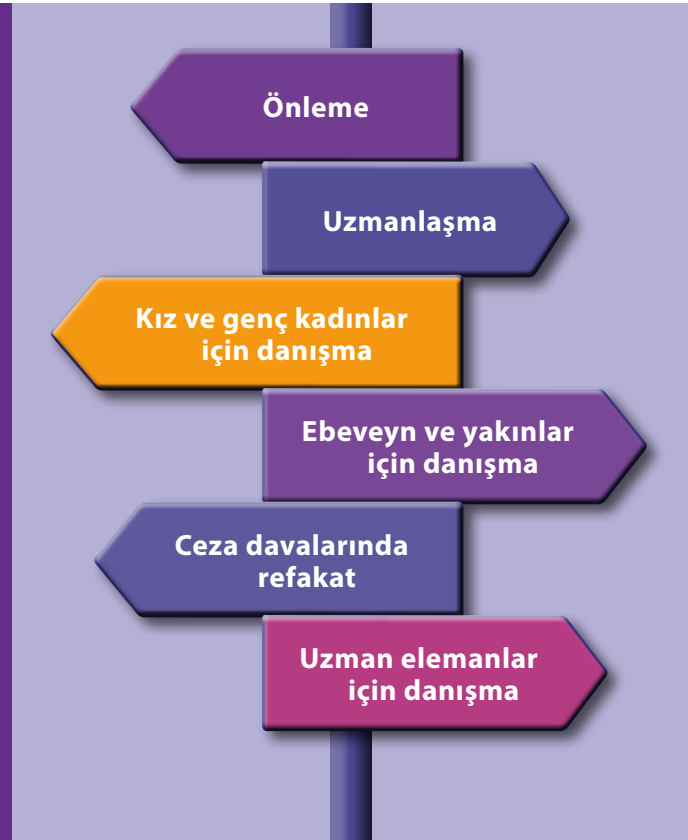 Önleme
Uzmanlaşma
Kız ve genç kadınlar
için danışma
Ebeveyn ve yakınlar
için danışma
Ceza davalarında
refakat
Uzman elemanlar
için danışma